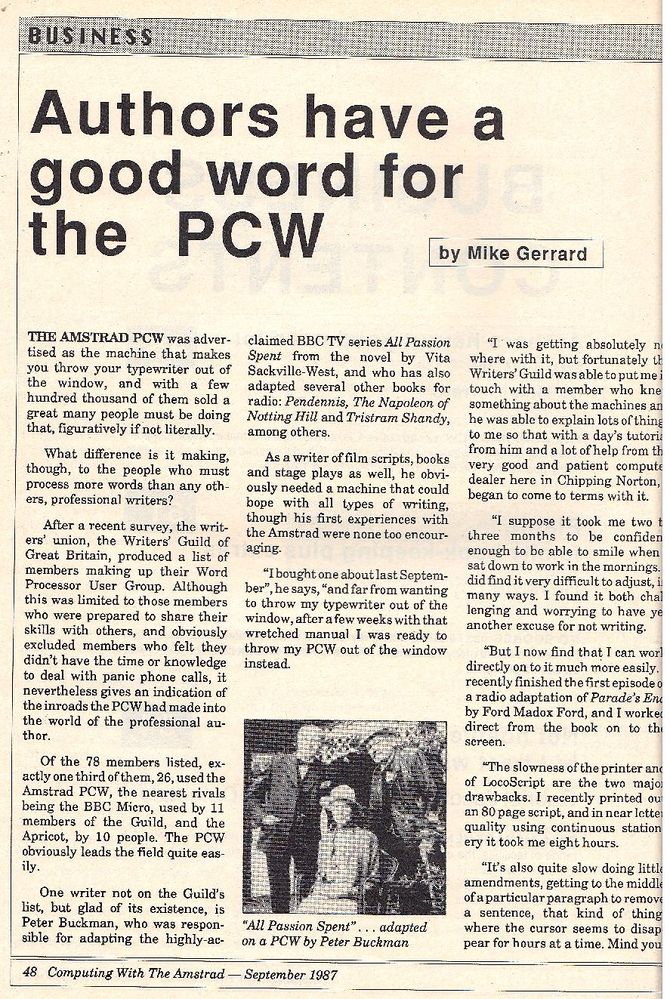 BUSINESS
Authors have a
good word for
the PCW
by Mike Gerrard
THE AMSTRAD PCW was adver-
tised as the machine that makes
you throw your typewriter out of
the window, and with a few
hundred thousand of them sold a
great many people must be doing
that, figuratively if not literally.
What difference is it making,
though, to the people who must
process more words than any oth-
ers, professional writers?
After a recent survey, the writ-
ers' union, the Writers' Guild of
Great Britain, produced a list of
members making up their Word
Processor User Group. Although
this was limited to those members
who were prepared to share their
skills with others, and obviously
excluded members who felt they
didn't have the time or knowledge
to deal with panic phone calls, it
nevertheless gives an indication of
the inroads the PCW had made into
the world of the professional au-
thor.
Of the 78 members listed, ex-
actly one third of them, 26, used the
Amstrad PCW, the nearest rivals
being the BBC Micro, used by 11
members of the Guild, and the
Apricot, by 10 people. The PCW
obviously leads the field quite eas-
ily.
One writer not on the Guild's
list, but glad of its existence, is
Peter Buckman, who was respon-
sible for adapting the highly-ac-
claimed BBC TV series All Passion
Spent from the novel by Vita
Sackville-West, and who has also
adapted several other books for
radio: Pendennis, The Napoleon of
Notting Hill and Tristram Shandy,
among others.
As a writer of film scripts, books
and stage plays as well, he obvi-
ously needed a machine that could
bope with all types of writing,
though his first experiences with
the Amstrad were none too encour-
aging.
"I bought one about last Septem-
ber", he says, "and far from wanting
to throw my typewriter out of the
window, after a few weeks with that
wretched manual I was ready to
throw my PCW out of the window
instead.
"All Passion Spent" . . . adapted
on a PCW by Peter Buckman
"I was getting absolutely
where with it, but fortunately
Writers' Guild was able to put me
touch with a member who
something about the machines
he was able to explain lots of
to me so that with a day's
from him and a lot of help from
very good and patient
dealer here in Chipping Norton,
began to come to terms with it.
"I suppose it took me two
three months to be
enough to be able to smile when
sat down to work in the mornings.
did find it very difficult to adjust,
many ways. I found it both
lenging and worrying to have
another excuse for not writing.
"But I now find that I can
directly on to it much more easily.
recently finished the first episode
a radio adaptation of Parade's
by Ford Madox Ford, and I worked
direct from the book on to
screen.
"The slowness of the printer
of LocoScript are the two
drawbacks. I recently printed
an 80 page script, and in near
quality using continuous station-
ery it took me eight hours.
"It's also quite slow doing
amendments, getting to the middle
of a particular paragraph to remove
a sentence, that kind of thing
where the cursor seems to disap-
pear for hours at a time. Mind you
48 Computing With The Amstrad — September 1987